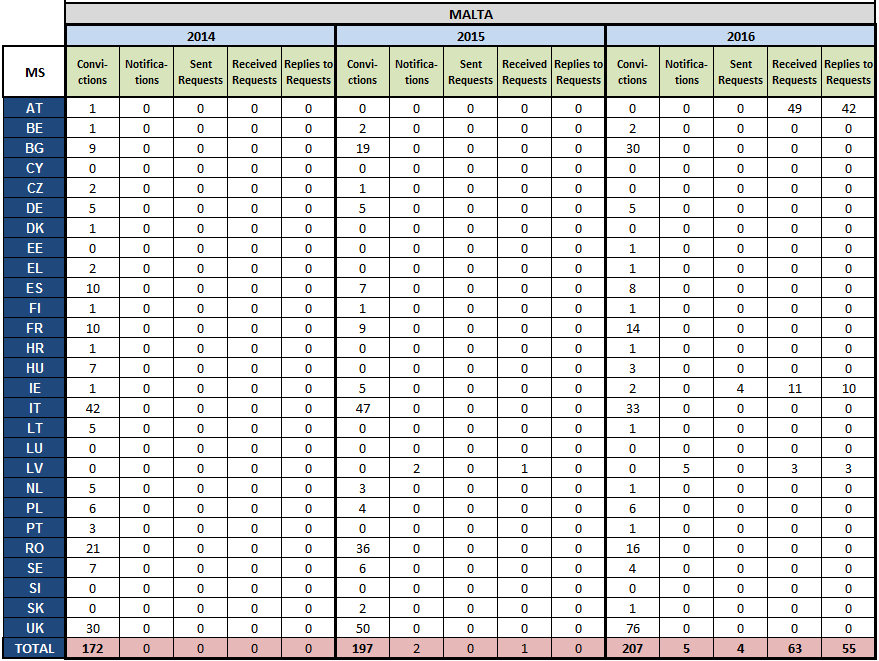 MALTA
2014 2015 2016
MS Convi-ctions Notifica-tions Sent Requests Received Requests Replies to Requests Convi-ctions Notifica-tions Sent Requests Received Requests Replies to Requests Convi-ctions Notifica-tions Sent Requests Received Requests Replies to Requests
AT 1 0 0 0 0 0 0 0 0 0 0 0 0 49 42
BE 1 0 0 0 0 2 0 0 0 0 2 0 0 0 0
BG 9 0 0 0 0 19 0 0 0 0 30 0 0 0 0
CY 0 0 0 0 0 0 0 0 0 0 0 0 0 0 0
CZ 2 0 0 0 0 1 0 0 0 0 0 0 0 0 0
DE 5 0 0 0 0 5 0 0 0 0 5 0 0 0 0
DK 1 0 0 0 0 0 0 0 0 0 0 0 0 0 0
EE 0 0 0 0 0 0 0 0 0 0 1 0 0 0 0
EL 2 0 0 0 0 0 0 0 0 0 1 0 0 0 0
ES 10 0 0 0 0 7 0 0 0 0 8 0 0 0 0
FI 1 0 0 0 0 1 0 0 0 0 1 0 0 0 0
FR 10 0 0 0 0 9 0 0 0 0 14 0 0 0 0
HR 1 0 0 0 0 0 0 0 0 0 1 0 0 0 0
HU 7 0 0 0 0 0 0 0 0 0 3 0 0 0 0
IE 1 0 0 0 0 5 0 0 0 0 2 0 4 11 10
IT 42 0 0 0 0 47 0 0 0 0 33 0 0 0 0
LT 5 0 0 0 0 0 0 0 0 0 1 0 0 0 0
LU 0 0 0 0 0 0 0 0 0 0 0 0 0 0 0
LV 0 0 0 0 0 0 2 0 1 0 0 5 0 3 3
NL 5 0 0 0 0 3 0 0 0 0 1 0 0 0 0
PL 6 0 0 0 0 4 0 0 0 0 6 0 0 0 0
PT 3 0 0 0 0 0 0 0 0 0 1 0 0 0 0
RO 21 0 0 0 0 36 0 0 0 0 16 0 0 0 0
SE 7 0 0 0 0 6 0 0 0 0 4 0 0 0 0
SI 0 0 0 0 0 0 0 0 0 0 0 0 0 0 0
SK 0 0 0 0 0 2 0 0 0 0 1 0 0 0 0
UK 30 0 0 0 0 50 0 0 0 0 76 0 0 0 0
TOTAL 172 0 0 0 0 197 2 0 1 0 207 5 4 63 55